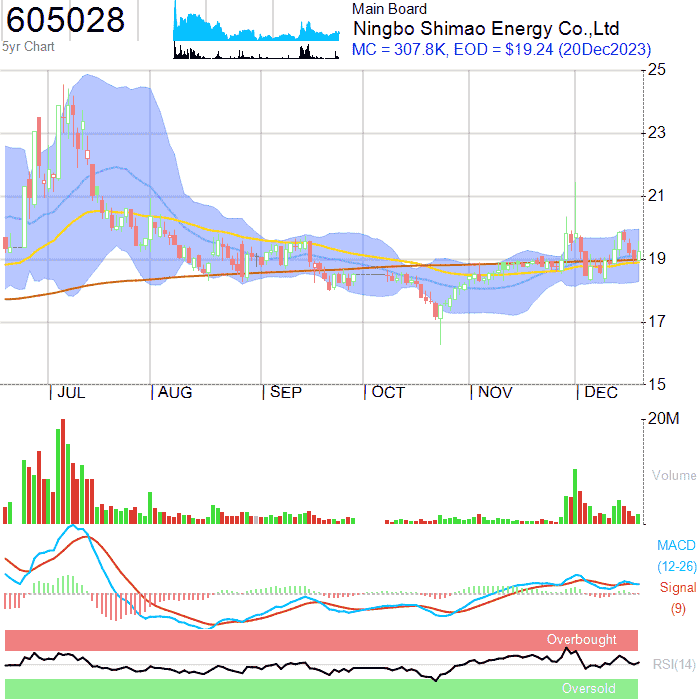 605028
5yr Chart
Main Board
Ningbo Shimao Energy Co.,Ltd
MC = 307.8K, EOD = $19.24 (20Dec2023)
25
23
21
19
17
15
JUL AUG SEP OCT NOV DEC
20M
Volume
MACD
(12-26)
Signal
(9)
Overbought
RSI(14)
Oversold